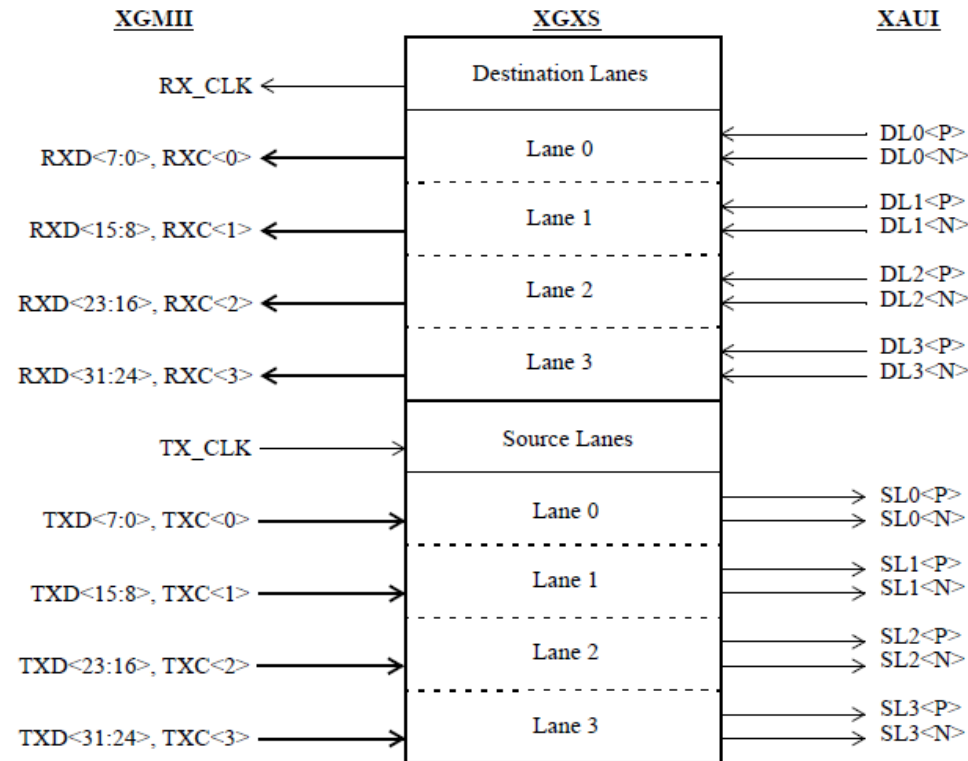 XGMII XGXS XAUI
Destination Lanes
RX_CLK
DL0<P>
RXD<7:0>, RXC<0> Lane 0 DL0<N>
DL1<P>
RXD<15:8>, RXC<1> Lane 1 DL1<N>
DL2<P>
RXD<23:16>, RXC<2> Lane 2 DL2<N>
DL3<P>
RXD<31:24>, RXC<3> Lane 3 DL3<N>
TX_CLK Source Lanes
SL0<P>
TXD<7:0>, TXC<0> Lane 0 SL0<N>
SL1<P>
TXD<15:8>, TXC<1> Lane 1 SL1<N>
SL2<P>
TXD<23:16>, TXC<2> Lane 2 SL2<N>
SL3<P>
TXD<31:24>, TXC<3> Lane 3 SL3<N>